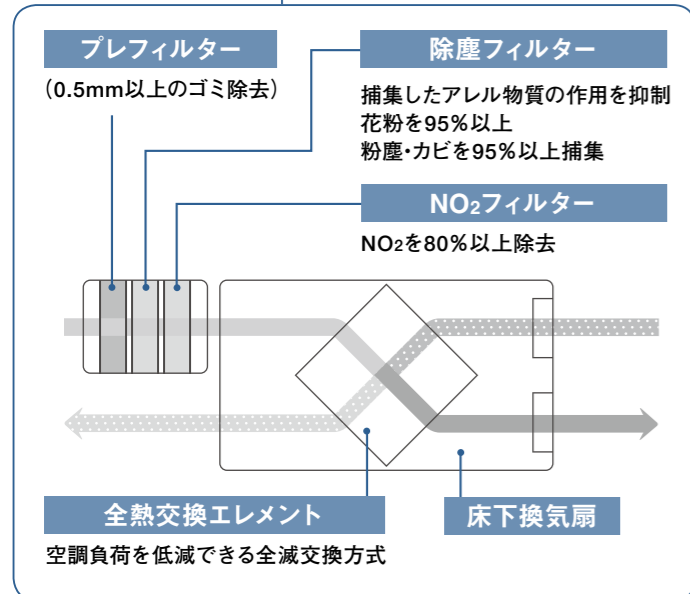 プレフィルター
（0.5mm以上のゴミ除去）
除塵フィルター
捕集したアレル物質の作用を抑制
花粉を95%以上
粉塵・カビを95%以上捕集
NO₂フィルター
NO₂を80%以上除去
全熱交換エレメント
空調負荷を低減できる全滅交換方式
床下換気扇